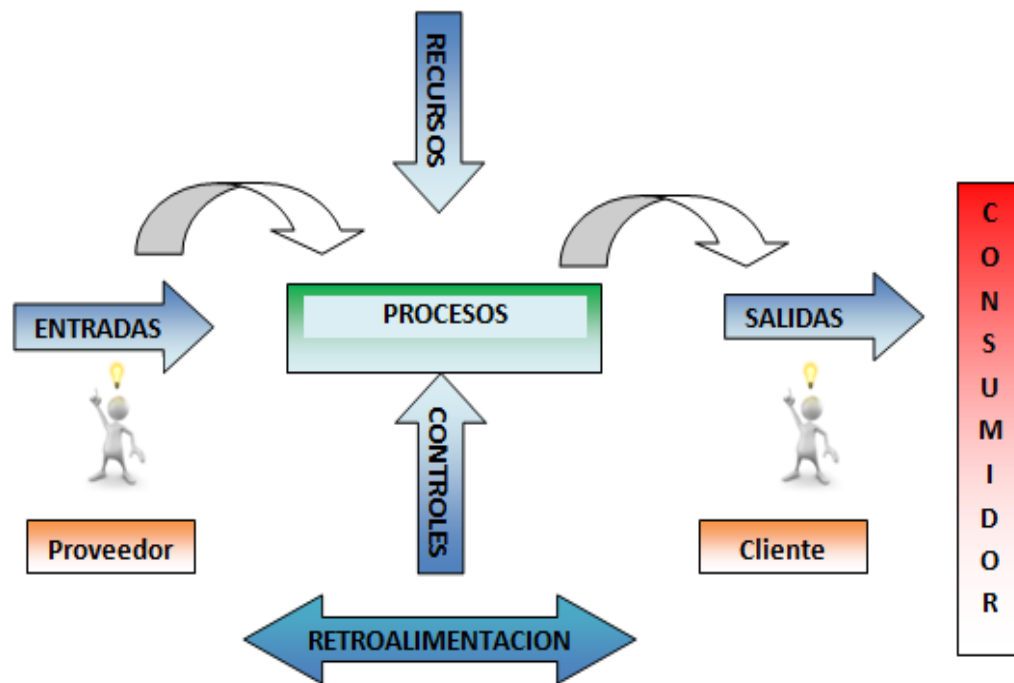 RECURSOS
PROCESOS
ENTRADAS
SALIDAS
CONTROLES
Proveedor
Cliente
RETROALIMENTACION
CONSUMIDOR